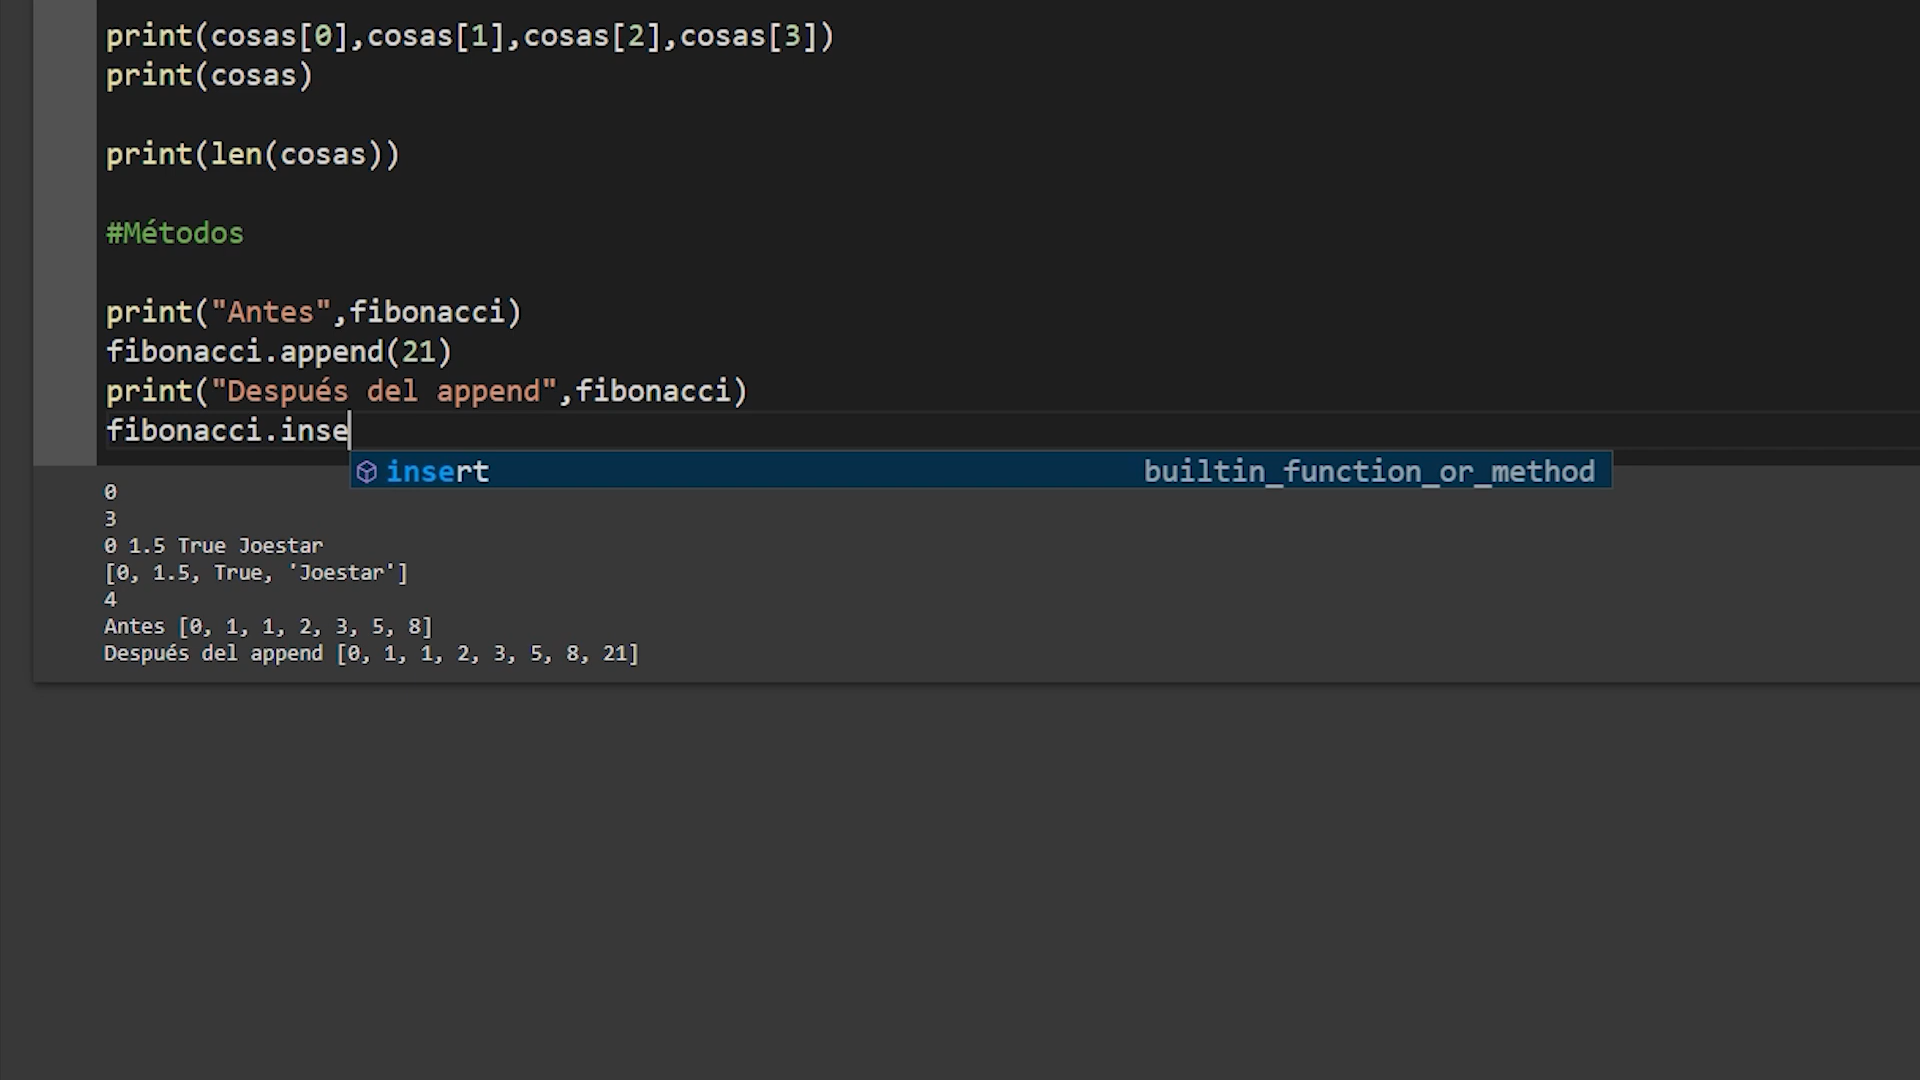 print(cosas[0],cosas[1],cosas[2],cosas[3])
print(cosas)
print(len(cosas))
#Métodos
print("Antes",fibonacci)
fibonacci.append(21)
print("Después del append",fibonacci)
fibonacci.inse
insert builtin_function_or_method
0
3
0 1.5 True Joestar
[0, 1.5, True, 'Joestar']
4
Antes [0, 1, 1, 2, 3, 5, 8]
Después del append [0, 1, 1, 2, 3, 5, 8, 21]